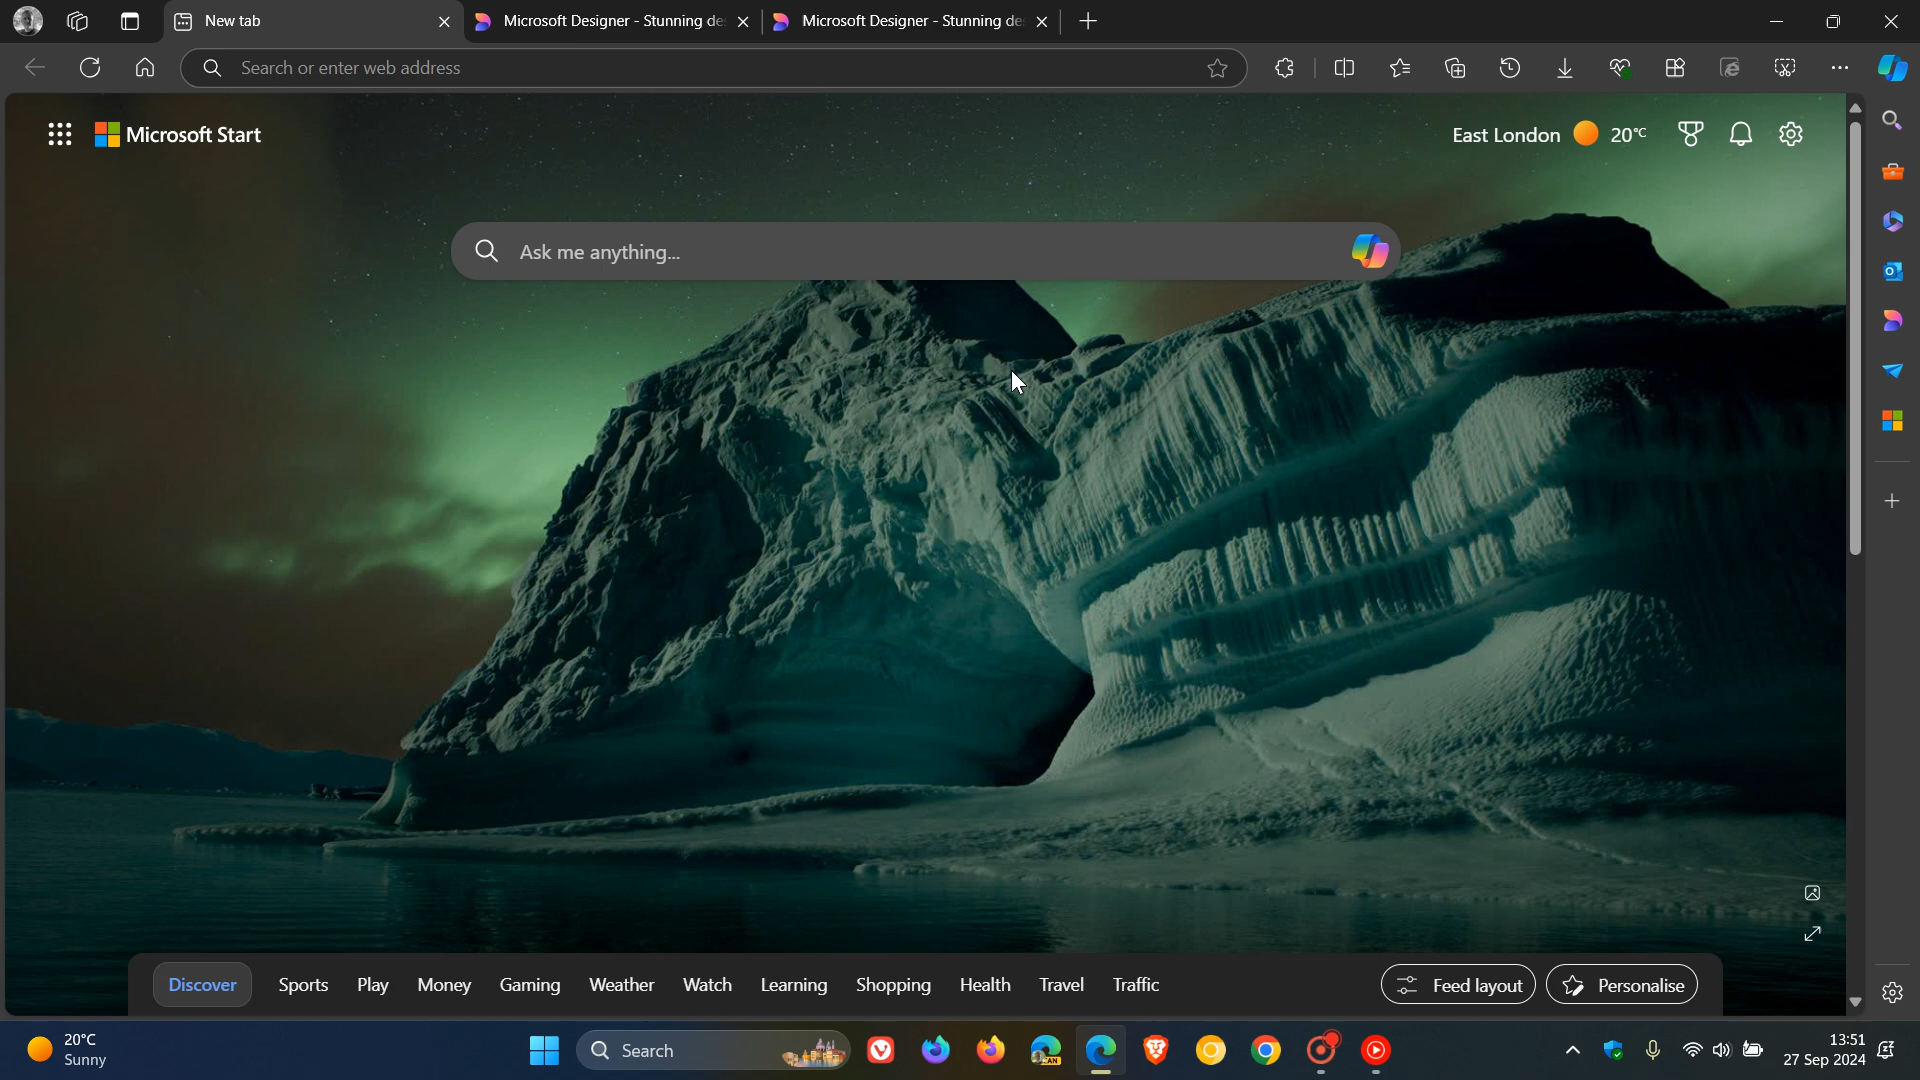 New tab
Microsoft Designer - Stunning de
Microsoft Designer - Stunning de
Search or enter web address
Microsoft Start
East London 20°C
Ask me anything...
Discover Sports Play Money Gaming Weather Watch Learning Shopping Health Travel Traffic
Feed layout
Personalise
20°C
Sunny
Search
CAN
13:51
27 Sep 2024